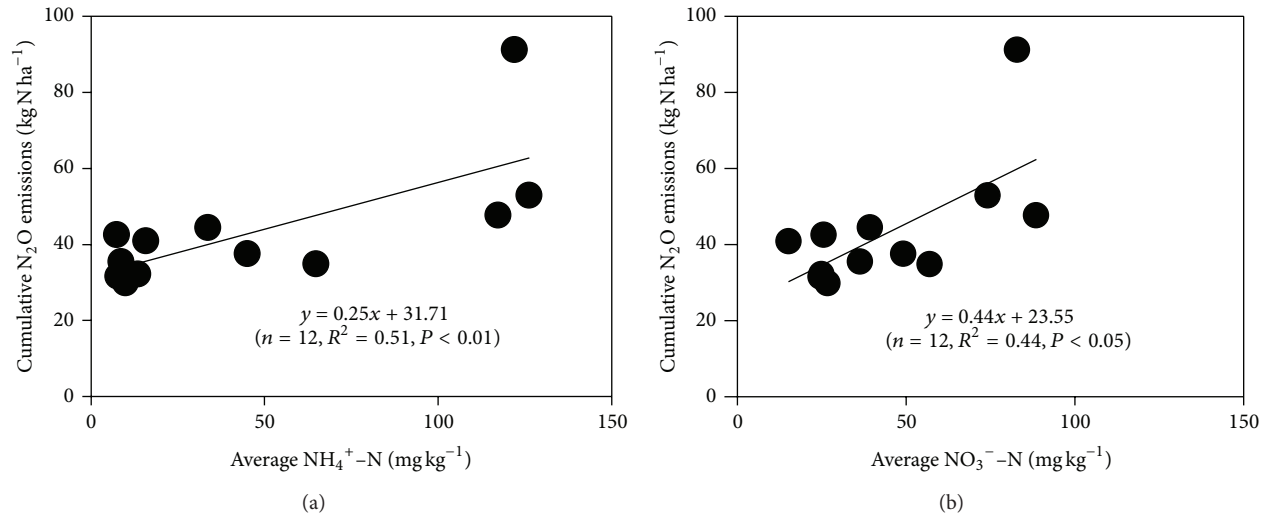 Cumulative N₂O emissions (kg N ha⁻¹)
100
80
60
40
20
0
0
50
100
150
y = 0.25x + 31.71
(n = 12, R² = 0.51, P < 0.01)
Average NH₄⁺–N (mg kg⁻¹)
(a)
Cumulative N₂O emissions (kg N ha⁻¹)
100
80
60
40
20
0
0
50
100
150
y = 0.44x + 23.55
(n = 12, R² = 0.44, P < 0.05)
Average NO₃⁻–N (mg kg⁻¹)
(b)